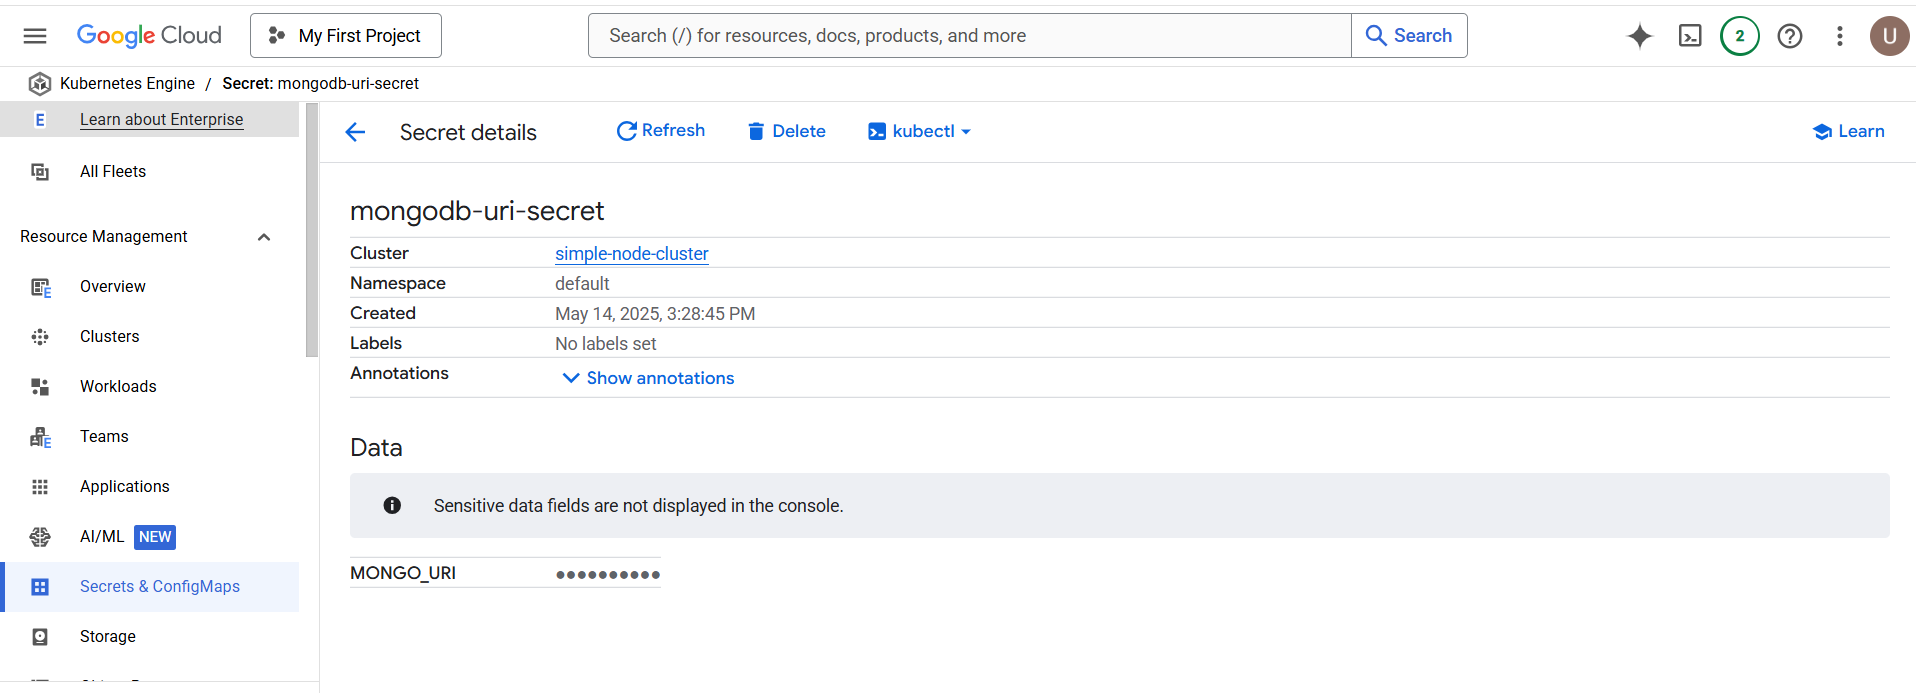 Google Cloud My First Project Search (/) for resources, docs, products, and more Search 2 U
Kubernetes Engine / Secret: mongodb-uri-secret
E Learn about Enterprise
All Fleets
Resource Management
E Overview
Clusters
Workloads
E Teams
Applications
AI/ML NEW
Secrets & ConfigMaps
Storage
Secret details Refresh Delete kubectl Learn
mongodb-uri-secret
Cluster simple-node-cluster
Namespace default
Created May 14, 2025, 3:28:45 PM
Labels No labels set
Annotations Show annotations
Data
Sensitive data fields are not displayed in the console.
MONGO_URI ●●●●●●●●●●